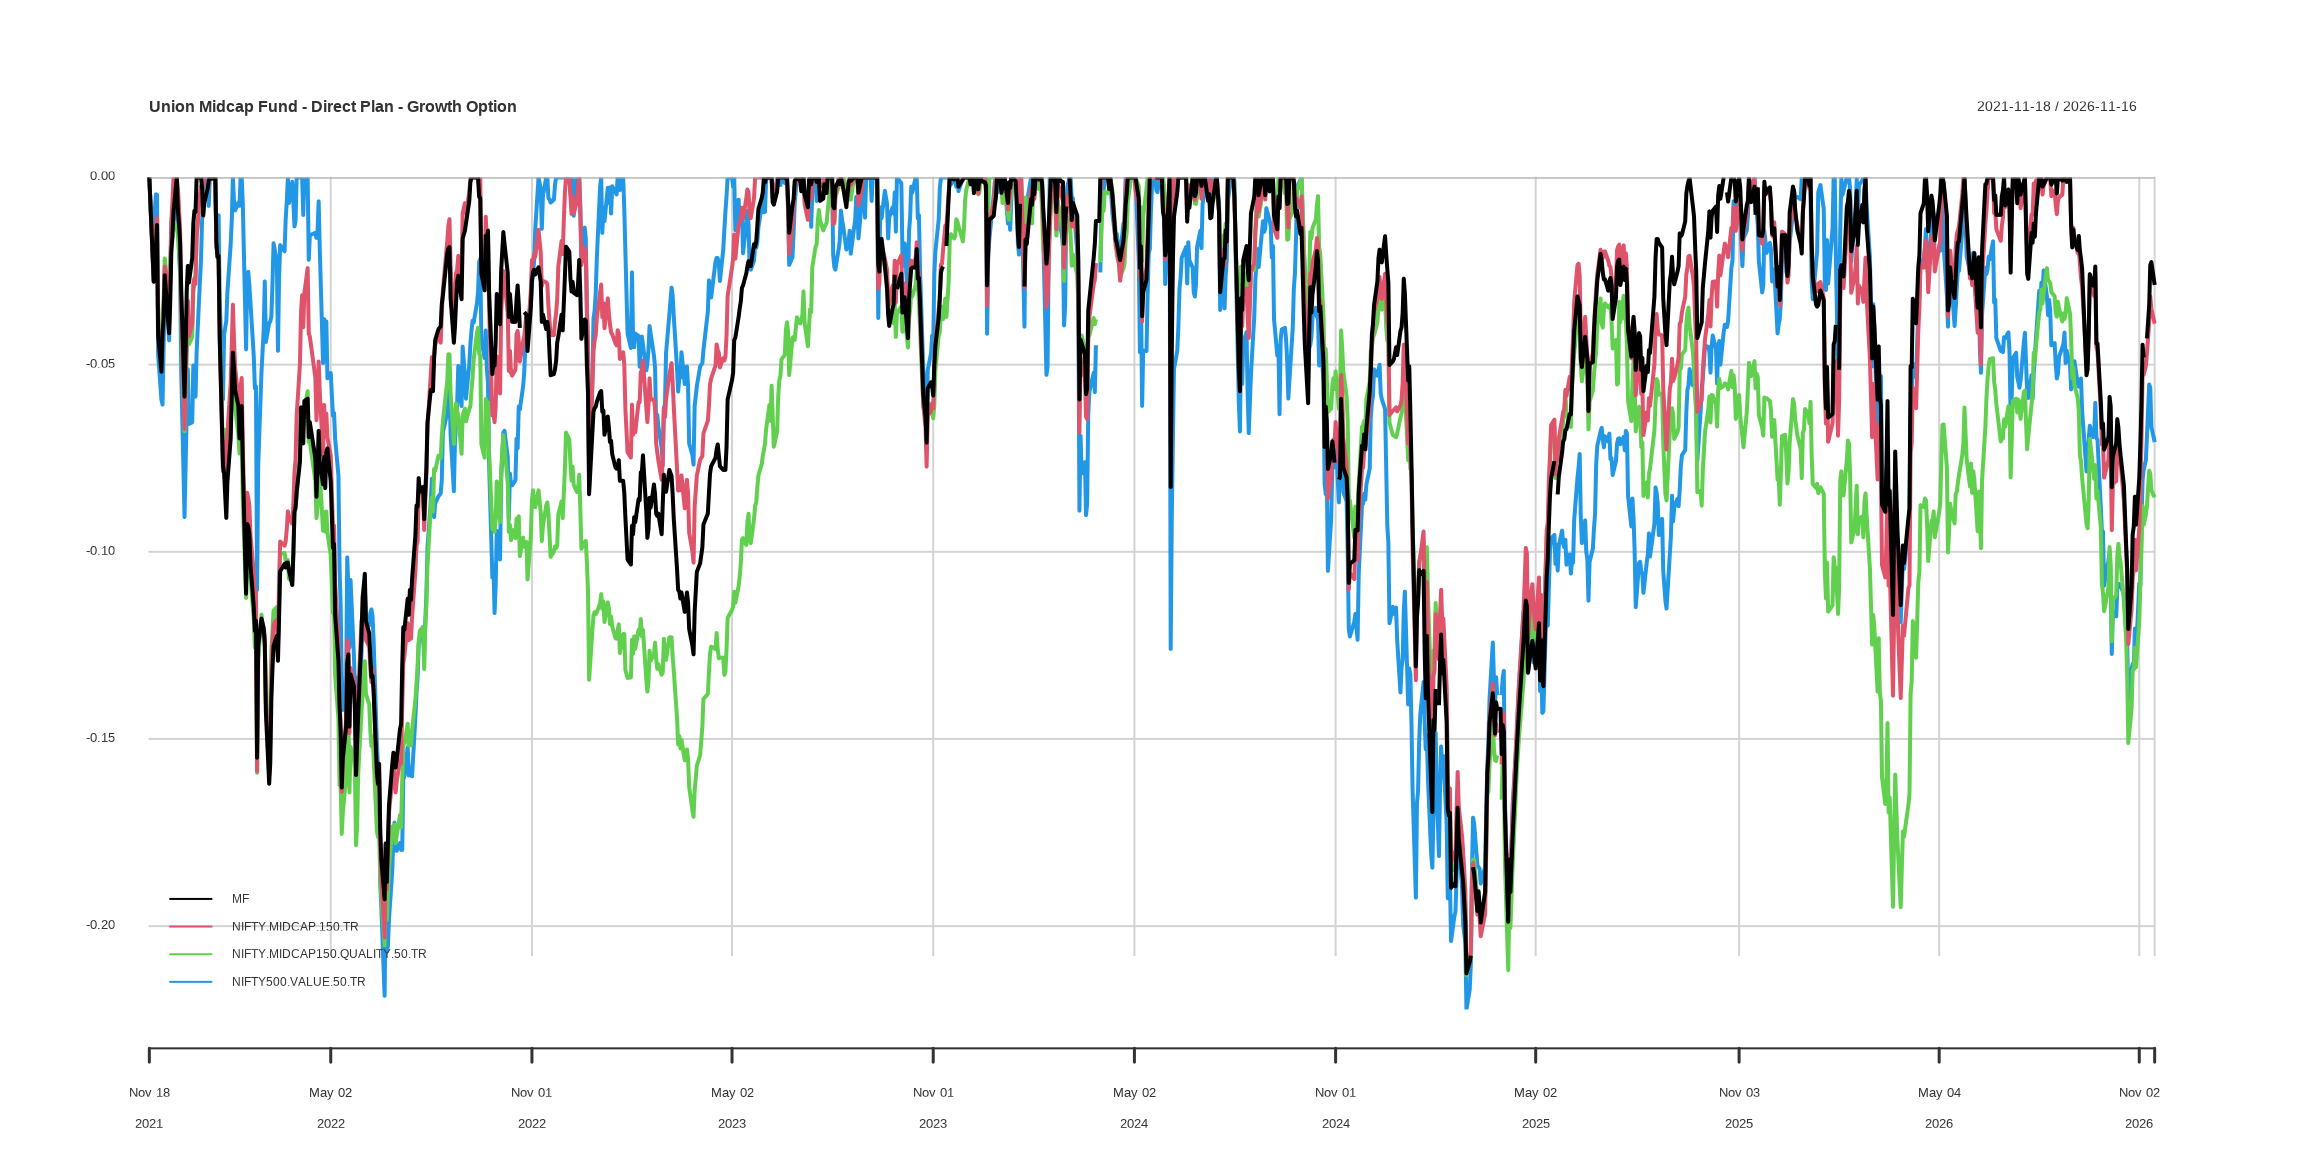 Union Midcap Fund - Direct Plan - Growth Option
2021-11-18 / 2026-11-16
0.00
-0.05
-0.10
-0.15
-0.20
MF
NIFTY.MIDCAP.150.TR
NIFTY.MIDCAP150.QUALITY.50.TR
NIFTY500.VALUE.50.TR
Nov 18 May 02 Nov 01 May 02 Nov 01 May 02 Nov 01 May 02 Nov 03 May 04 Nov 02
2021 2022 2022 2023 2023 2024 2024 2025 2025 2026 2026